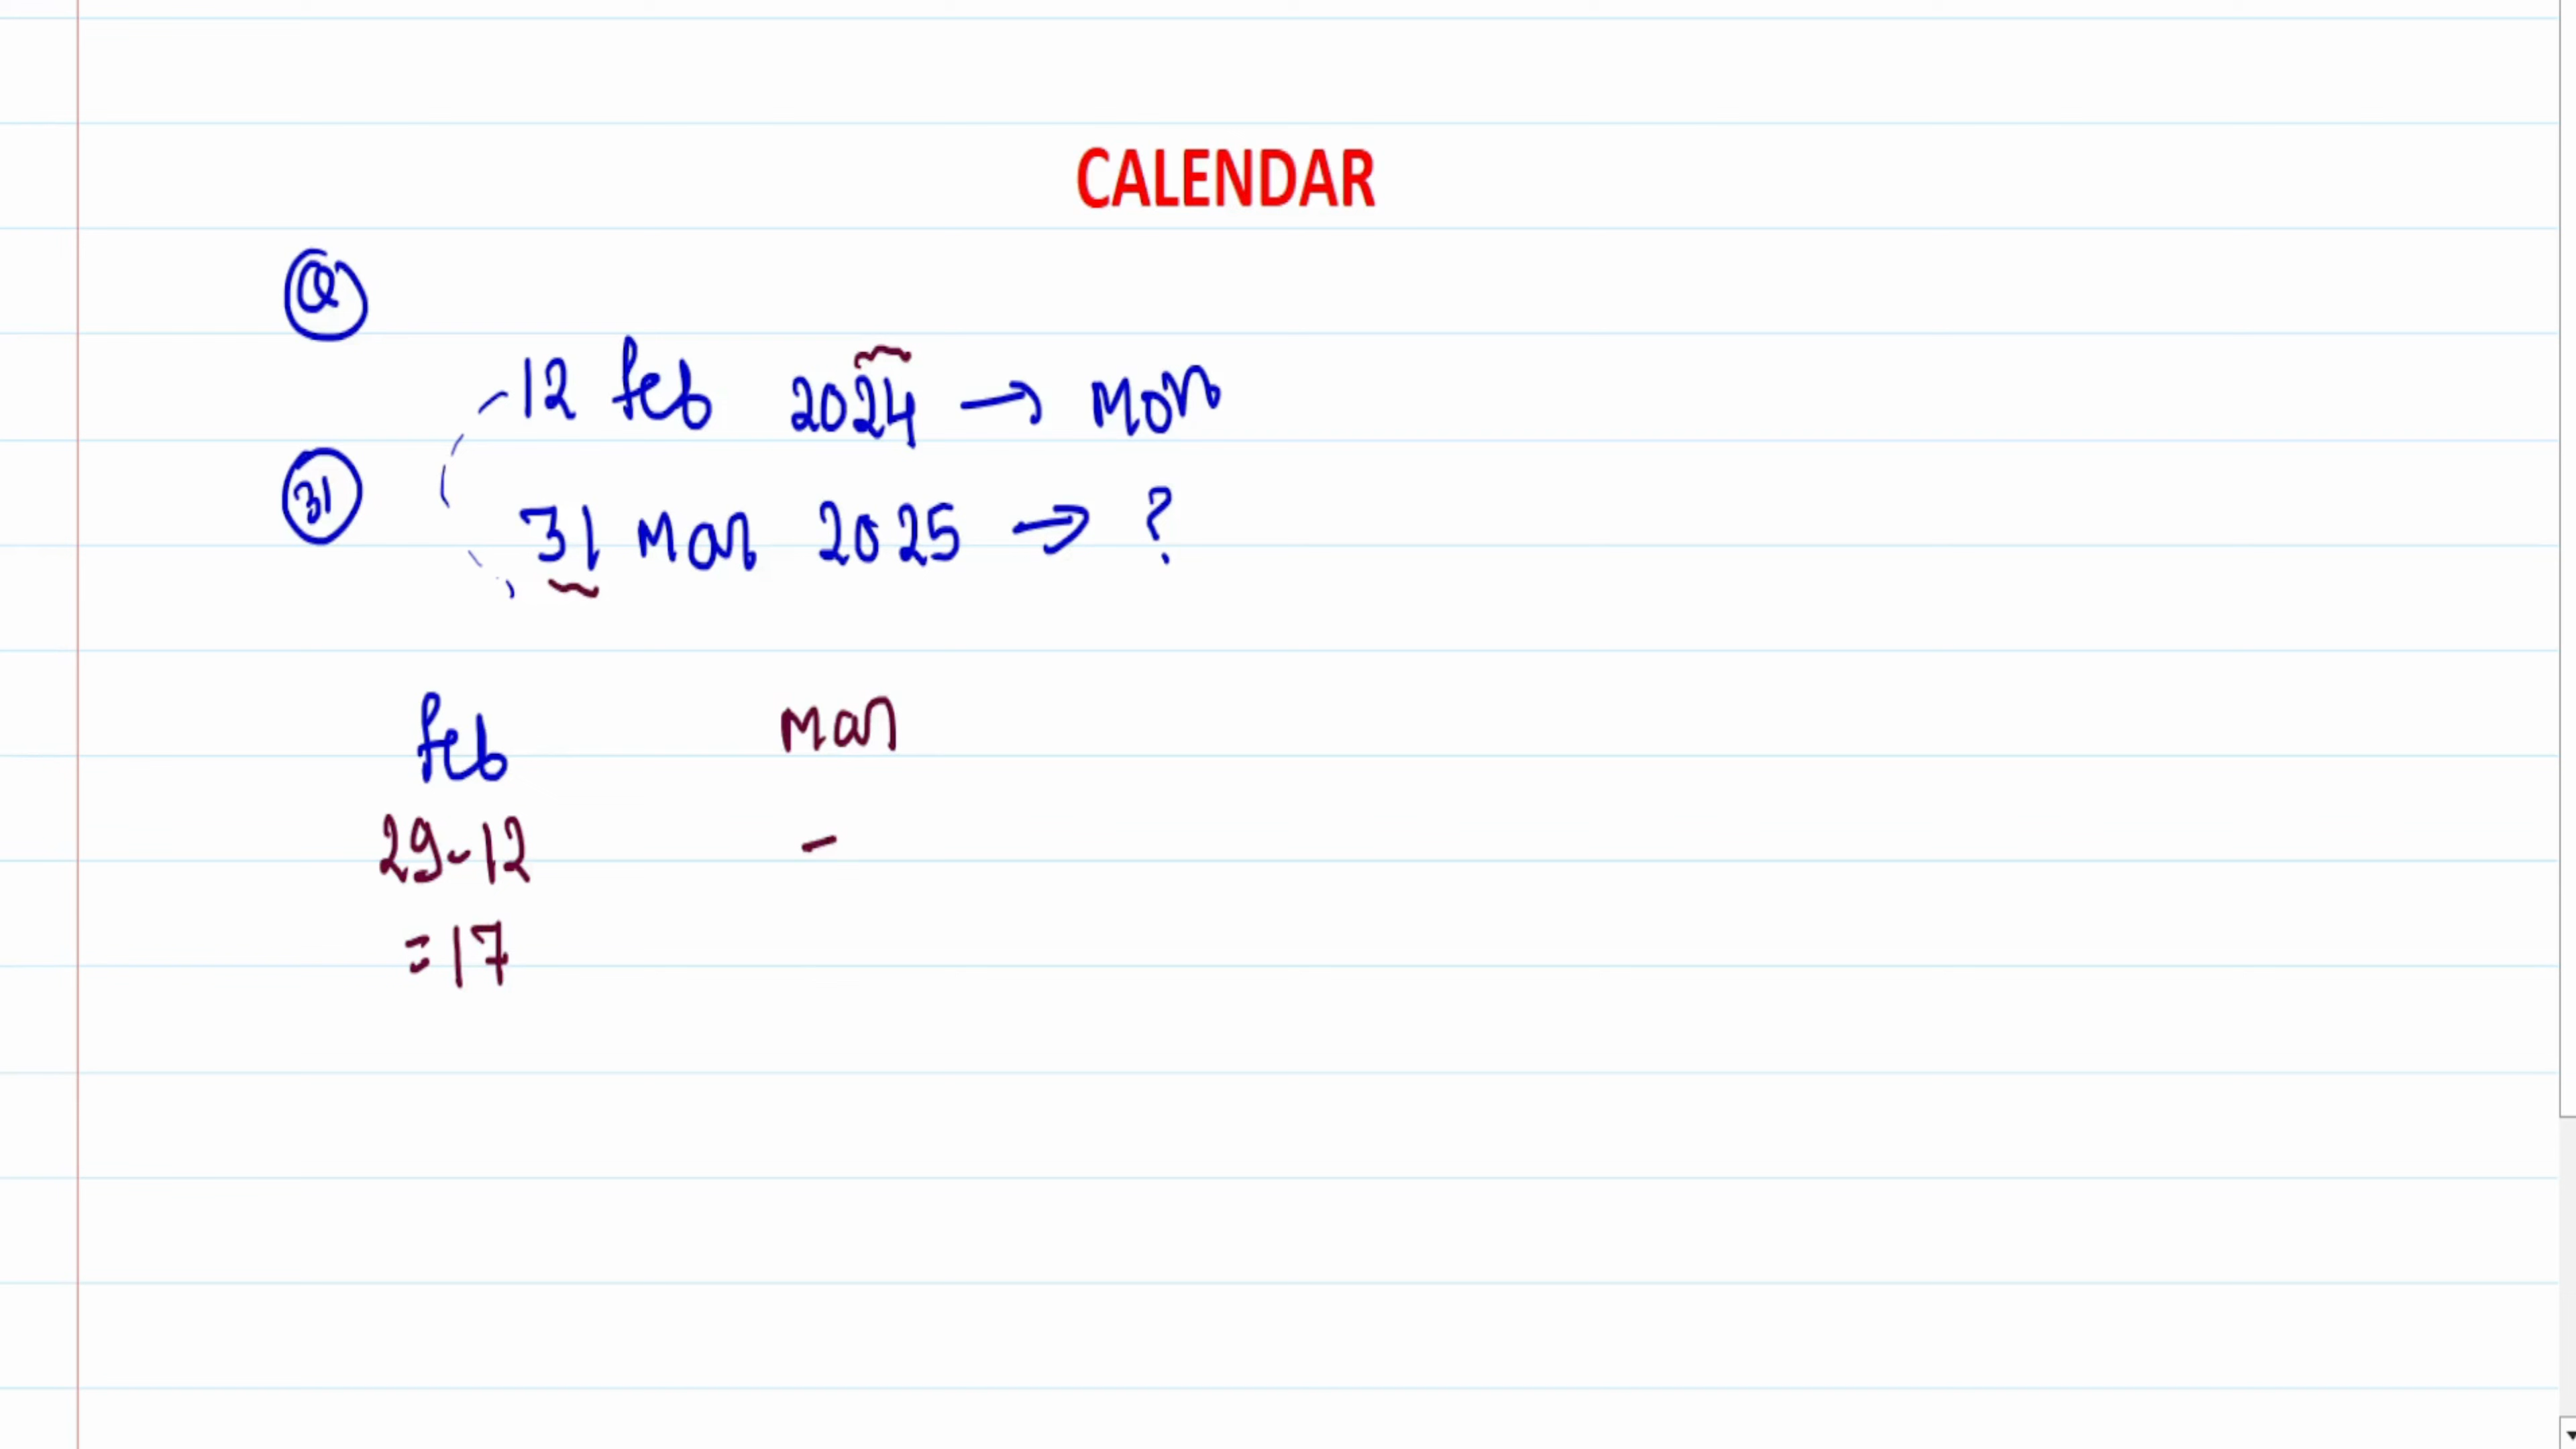 CALENDAR
Q
12 feb 2024 → mon
31
31 Mar 2025 → ?
feb mar
29-12 -
= 17